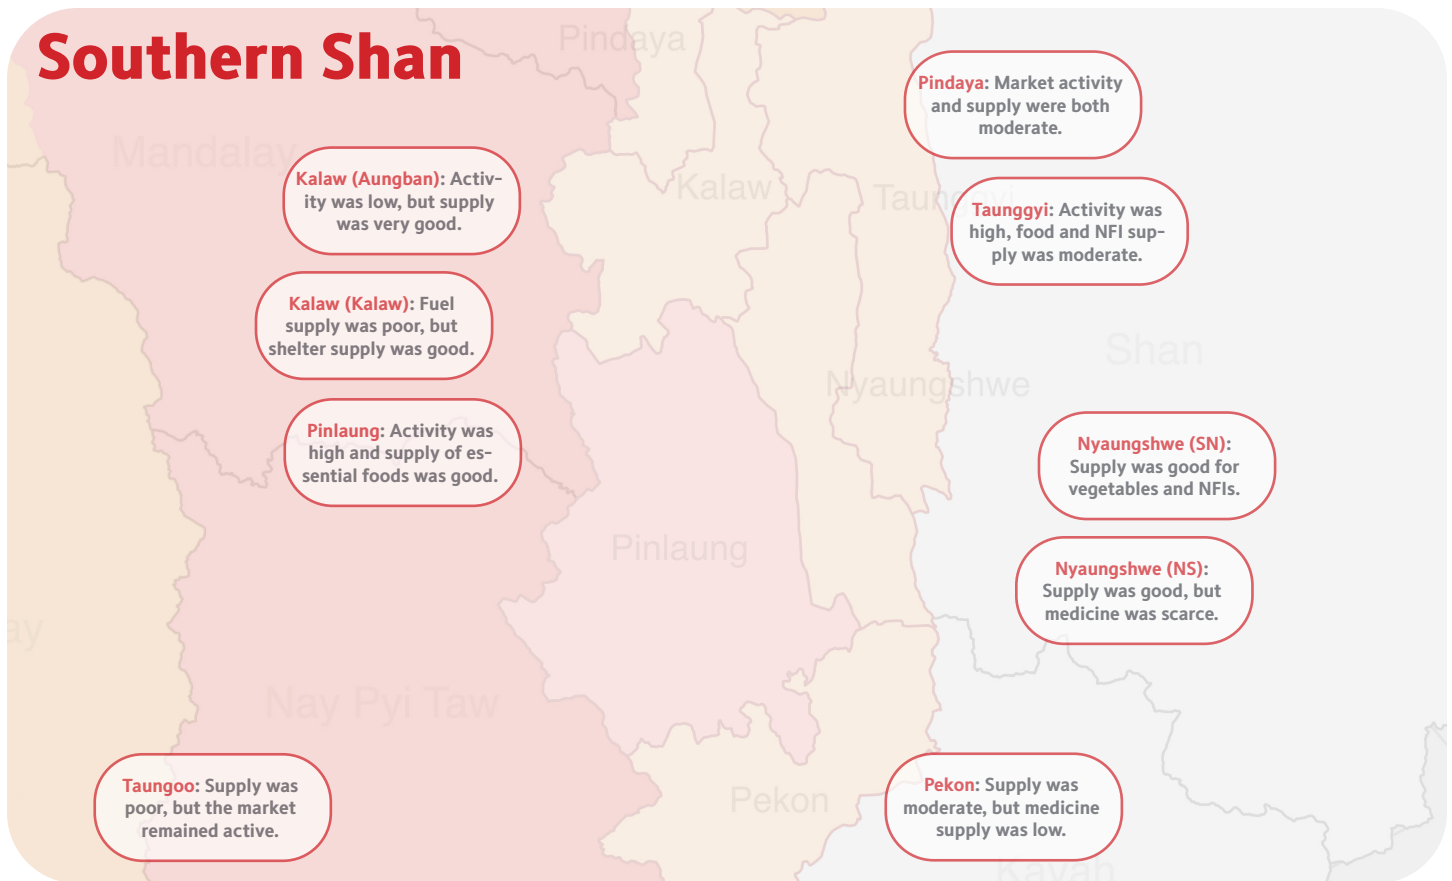 Southern Shan
Pindaya
Pindaya: Market activity
and supply were both
moderate.
Mandalay
Kalaw (Aungban): Activ-
ity was low, but supply
was very good.
Kalaw
Taunggyi
Taunggyi: Activity was
high, food and NFI sup-
ply was moderate.
Kalaw (Kalaw): Fuel
supply was poor, but
shelter supply was good.
Shan
Nyaungshwe
Pinlaung: Activity was
high and supply of es-
sential foods was good.
Nyaungshwe (SN):
Supply was good for
vegetables and NFIs.
Pinlaung
Nyaungshwe (NS):
Supply was good, but
medicine was scarce.
ay
Nay Pyi Taw
Taungoo: Supply was
poor, but the market
remained active.
Pekon
Pekon: Supply was
moderate, but medicine
supply was low.
Kayah